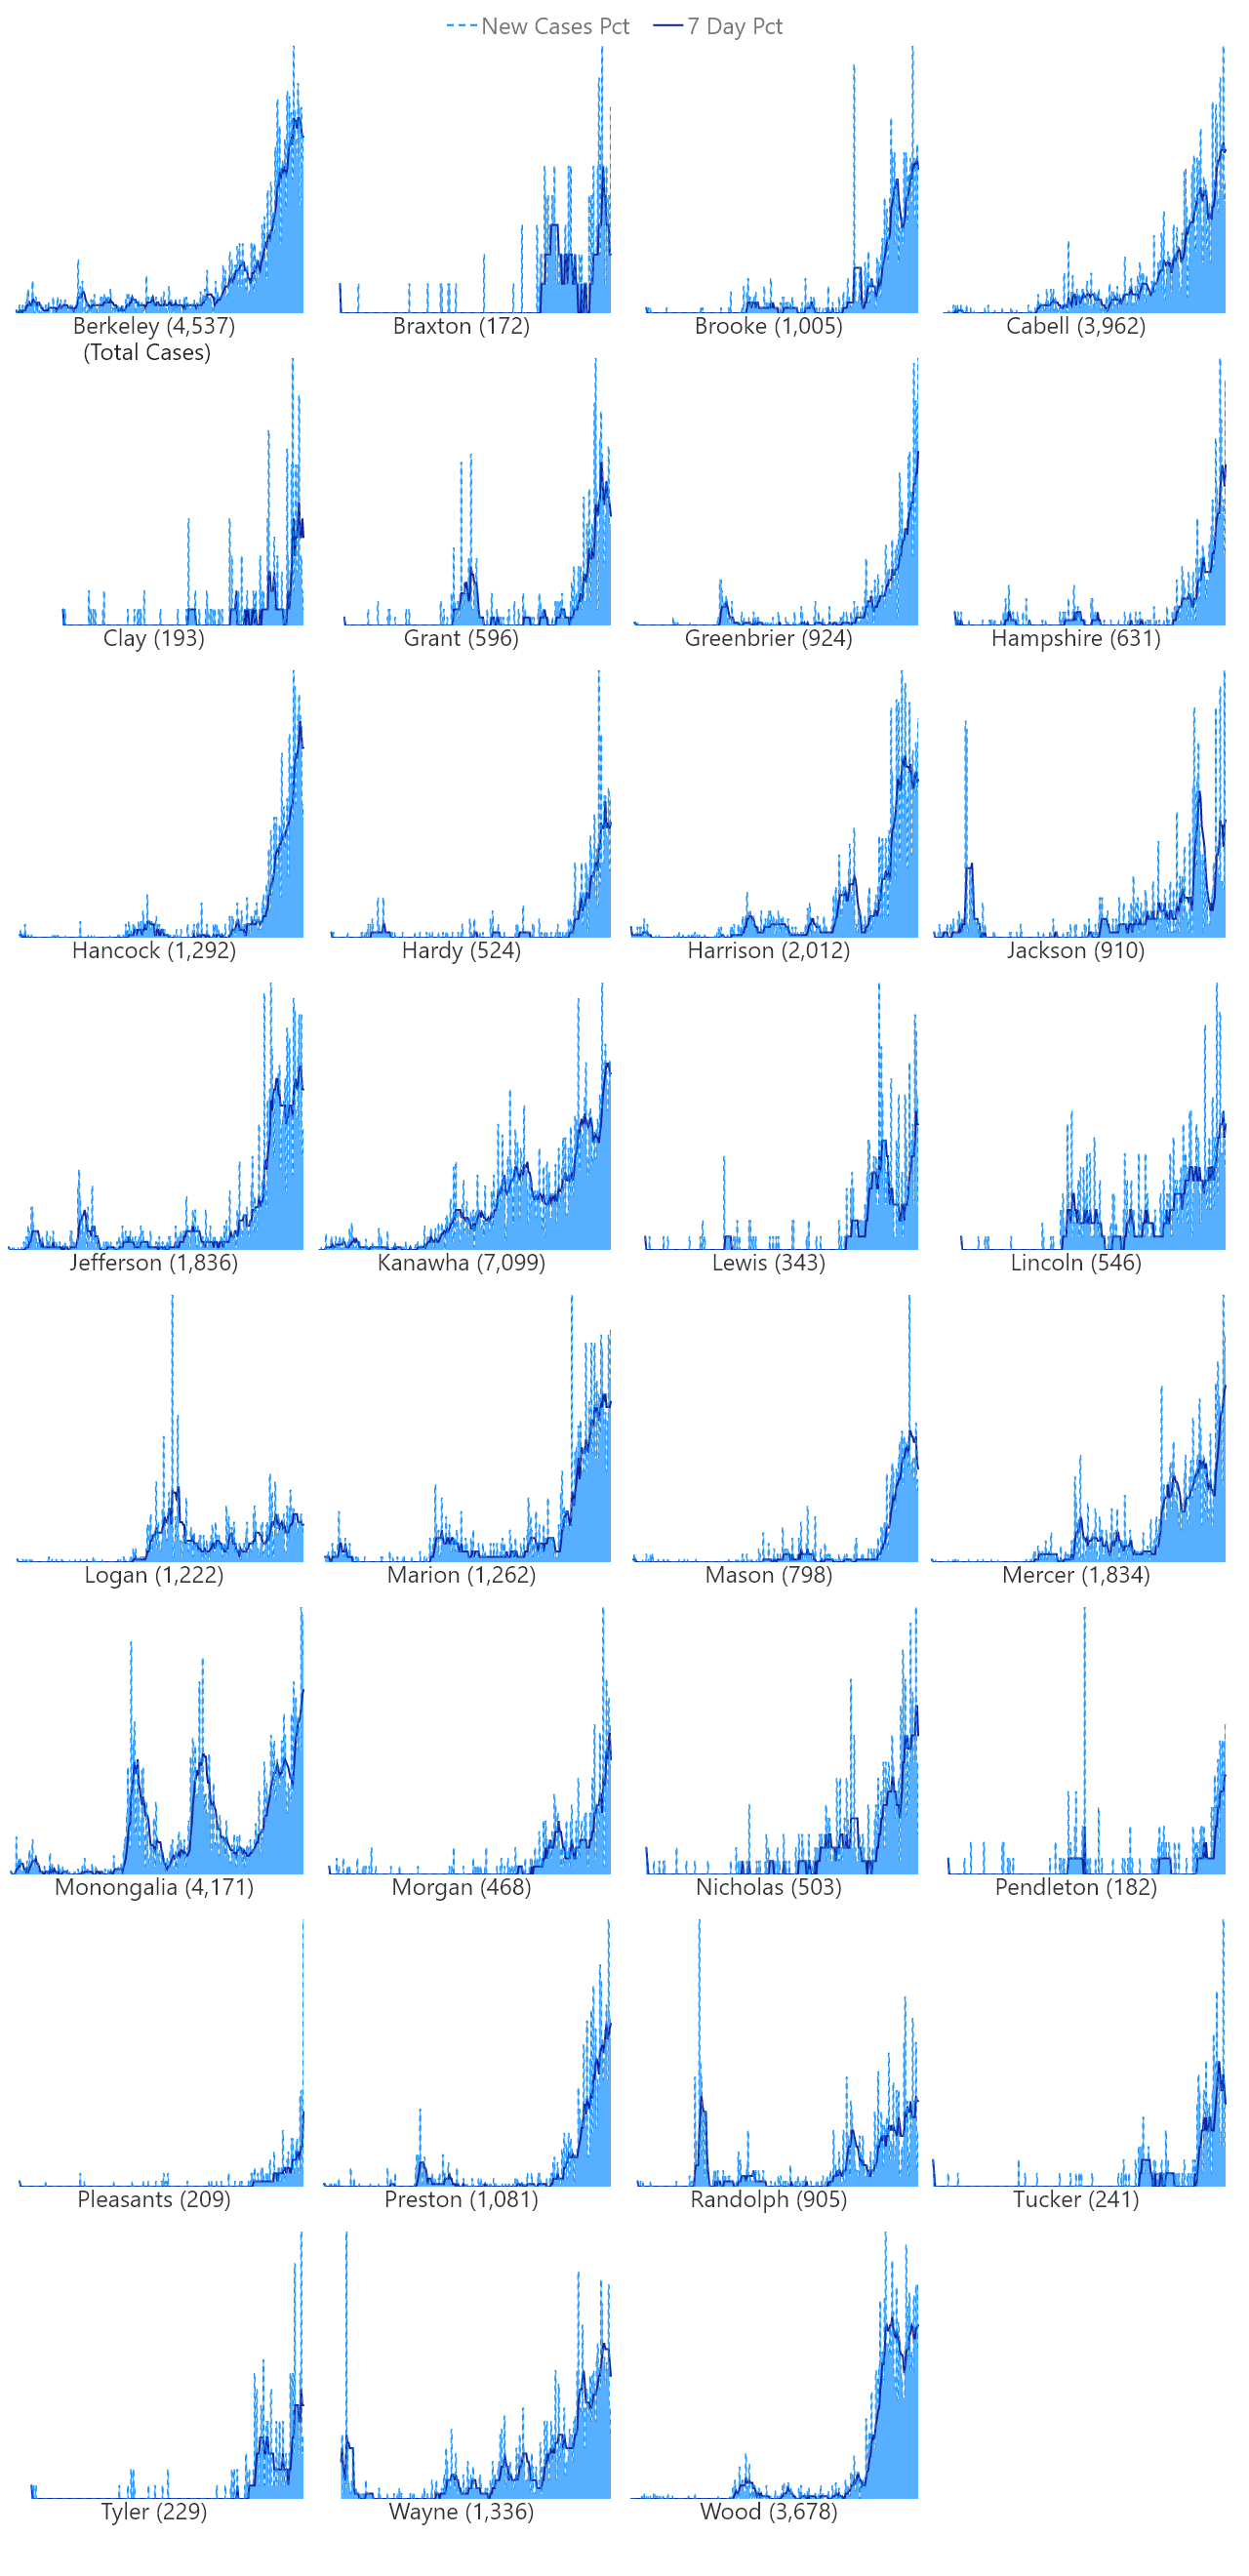 New Cases Pct 7 Day Pct
Berkeley (4,537) Braxton (172) Brooke (1,005) Cabell (3,962)
(Total Cases)
Clay (193) Grant (596) Greenbrier (924) Hampshire (631)
Hancock (1,292) Hardy (524) Harrison (2,012) Jackson (910)
Jefferson (1,836) Kanawha (7,099) Lewis (343) Lincoln (546)
Logan (1,222) Marion (1,262) Mason (798) Mercer (1,834)
Monongalia (4,171) Morgan (468) Nicholas (503) Pendleton (182)
Pleasants (209) Preston (1,081) Randolph (905) Tucker (241)
Tyler (229) Wayne (1,336) Wood (3,678)